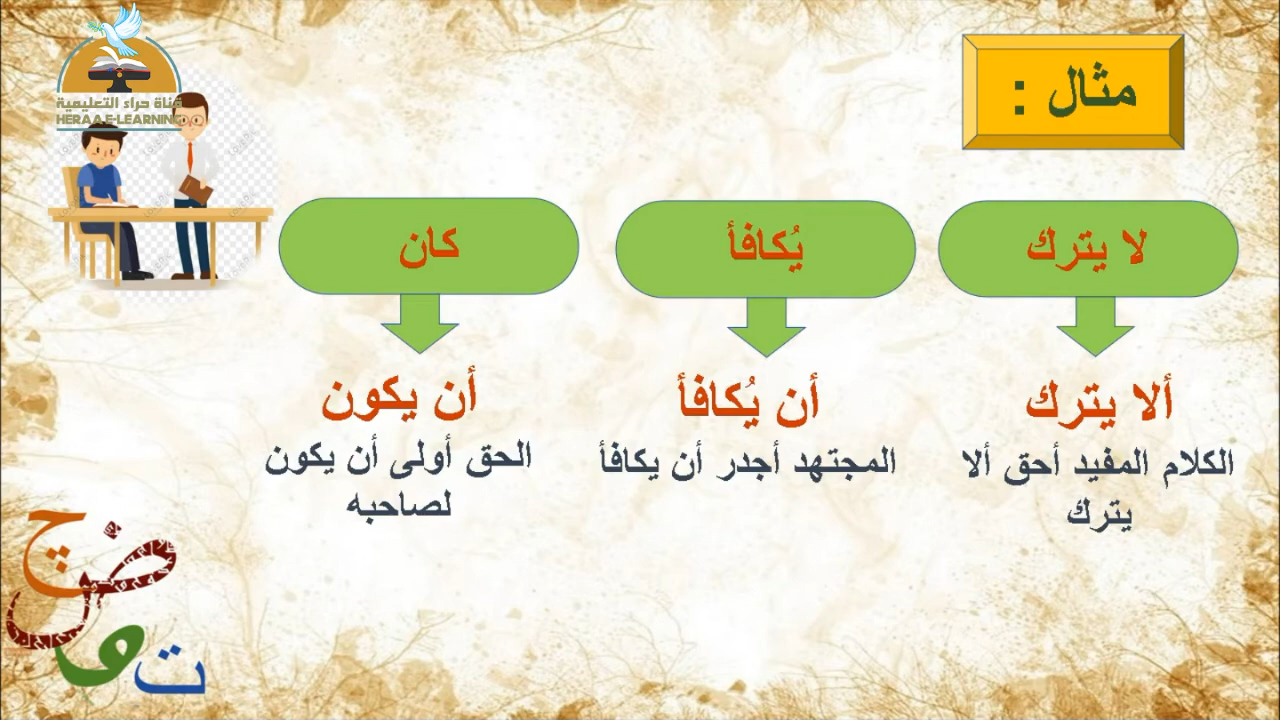 قناة حراء التعليمية
HERAA E-LEARNING
مثال :
لا يترك
يُكافأ
كان
ألا يترك
أن يُكافأ
أن يكون
الكلام المفيد أحق ألا
يترك
المجتهد أجدر أن يكافأ
الحق أولى أن يكون
لصاحبه
ج
ض
و
ت